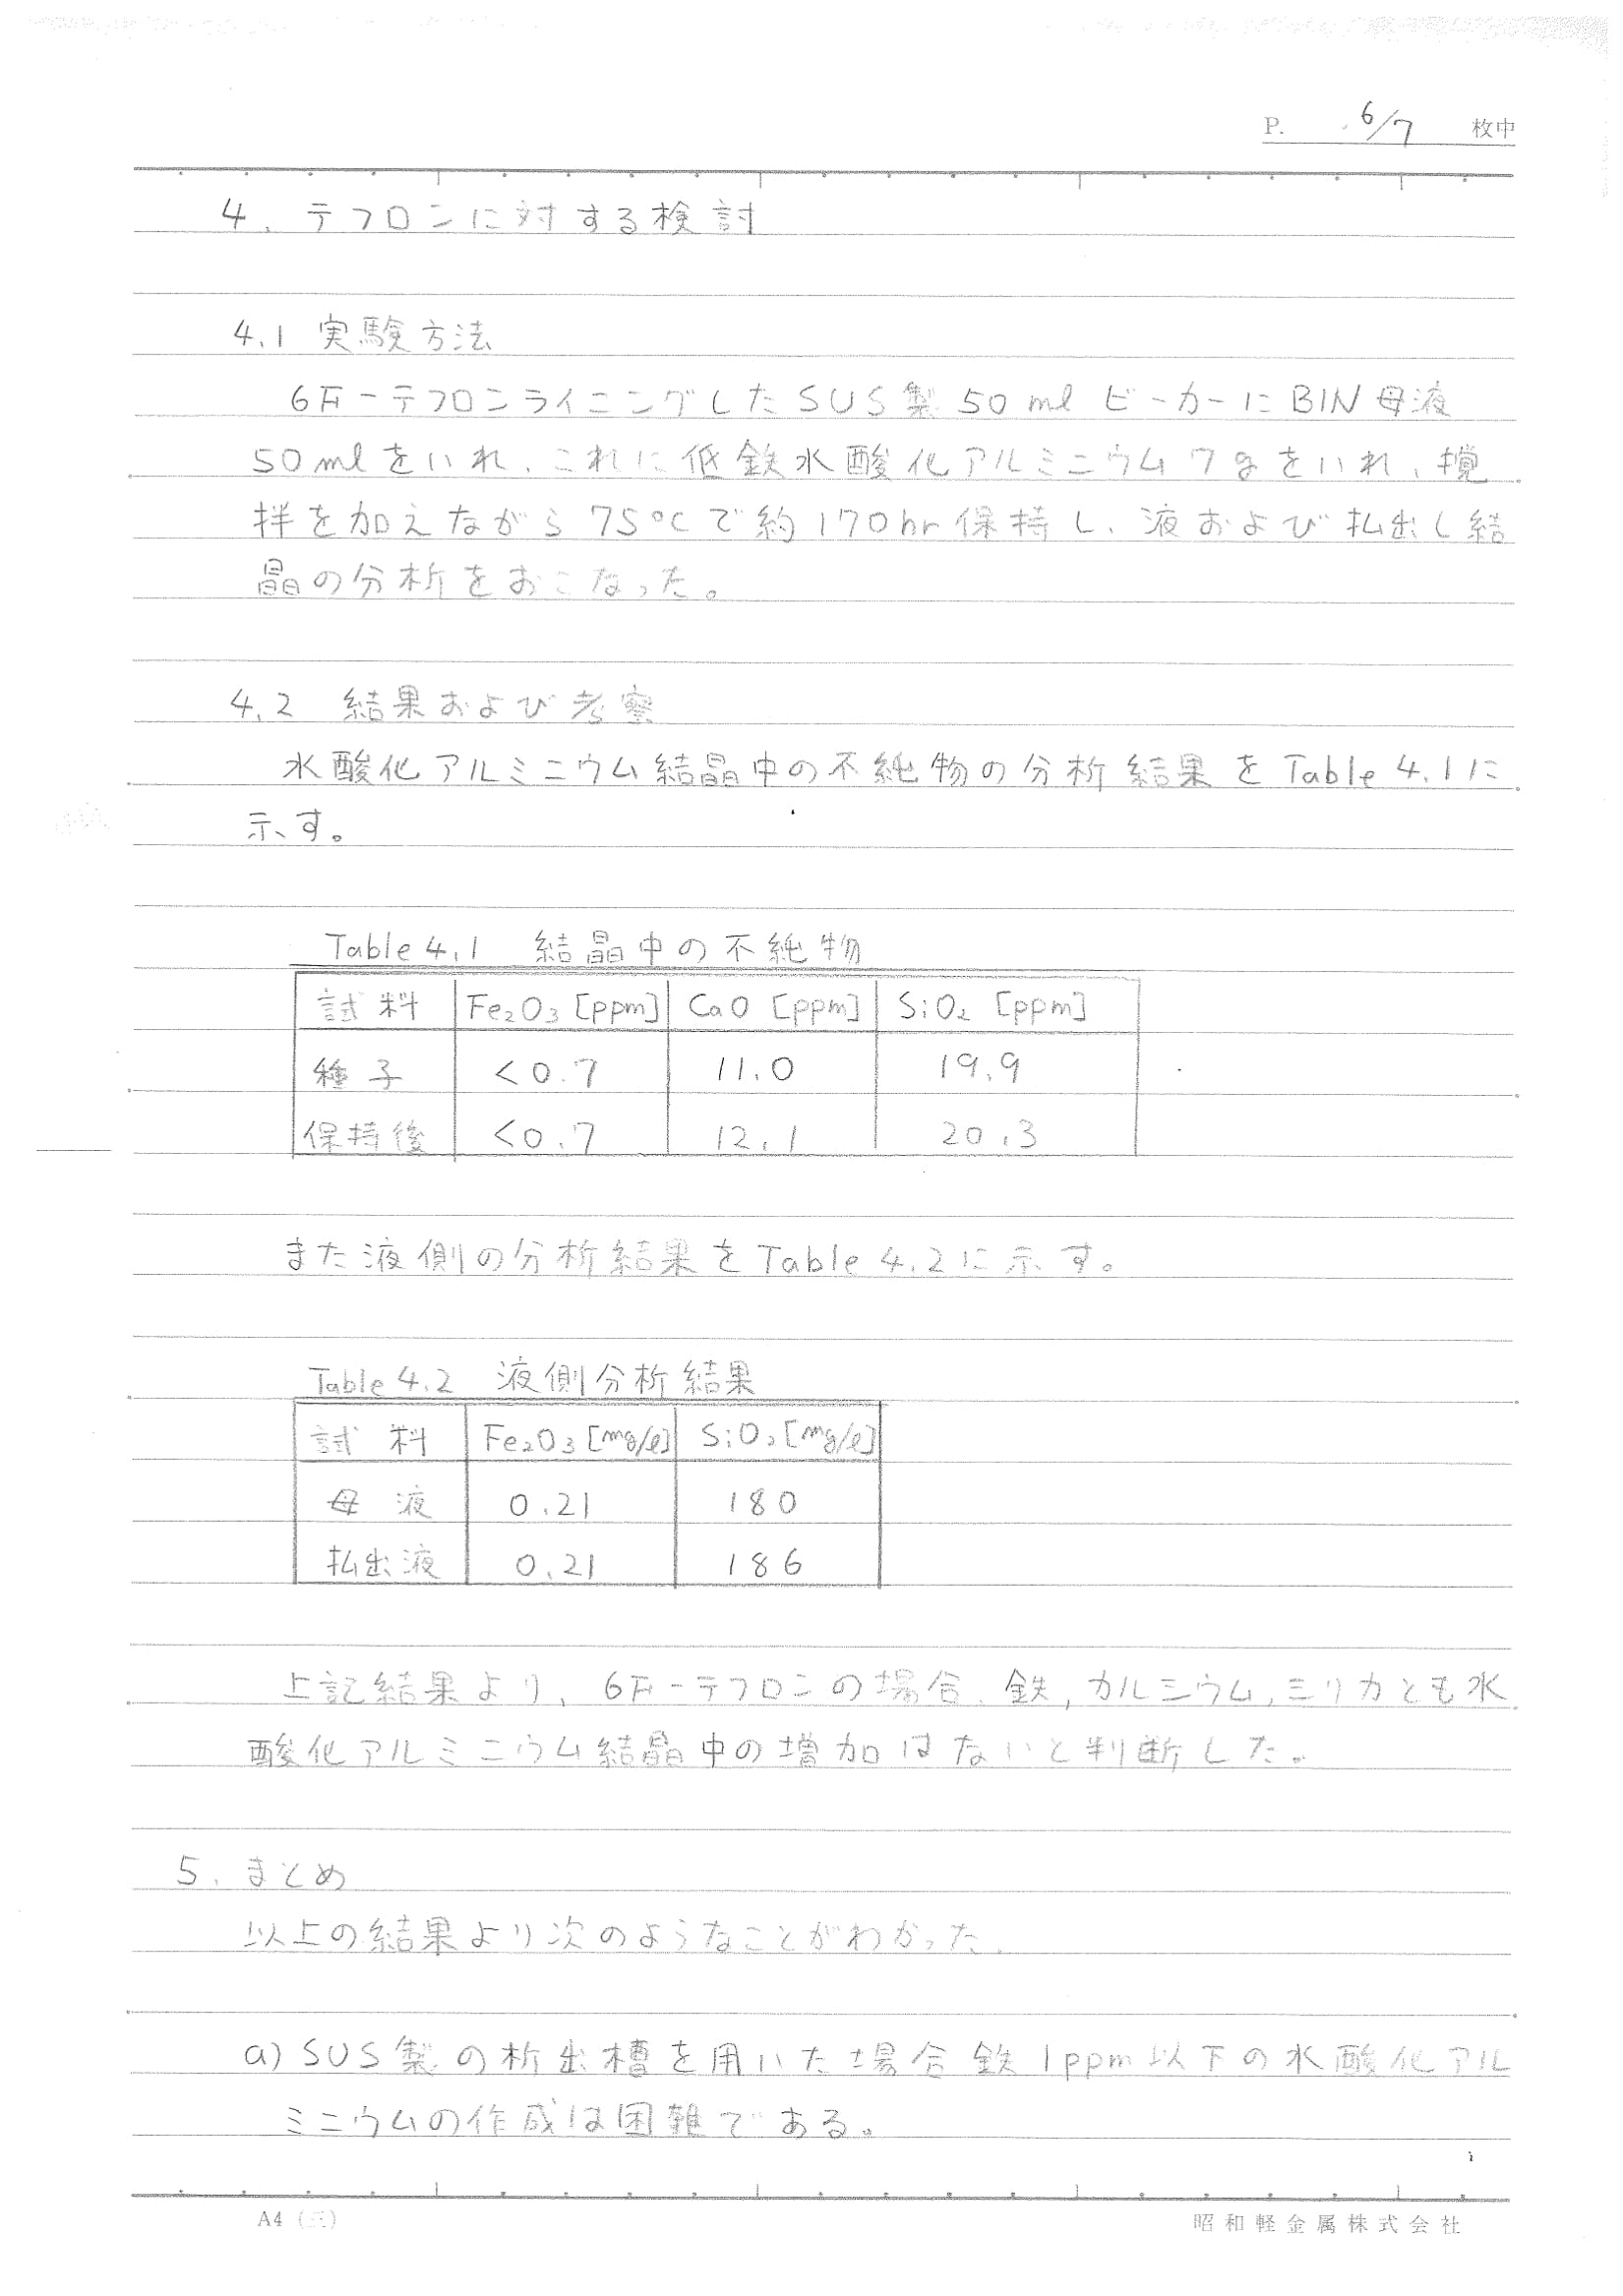 P. 6/7 枚中
4. テフロンに対する検討
4.1 実験方法
6F-テフロンライニングしたSUS製50mlビーカーにBIN母液
50mlをいれ、これに低鉄水酸化アルミニウム7gをいれ、撹
拌を加えながら75℃で約170hr保持し、液および払出し結
晶の分析をおこなった。
4.2 結果および考察
水酸化アルミニウム結晶中の不純物の分析結果をTable 4.1に
示す。
Table 4.1 結晶中の不純物
試料 Fe₂O₃ [ppm] CaO [ppm] SiO₂ [ppm]
種子 <0.7 11.0 19.9
保持後 <0.7 12.1 20.3
また液側の分析結果をTable 4.2に示す。
Table 4.2 液側分析結果
試料 Fe₂O₃ [mg/l] SiO₂ [mg/l]
母液 0.21 180
払出液 0.21 186
上記結果より、6F-テフロンの場合、鉄,カルシウム,シリカとも水
酸化アルミニウム結晶中の増加はないと判断した。
5. まとめ
以上の結果より次のようなことがわかった.
a) SUS製の析出槽を用いた場合鉄1ppm以下の水酸化アル
ミニウムの作成は困難である。
A4 (三) 昭和軽金属株式会社